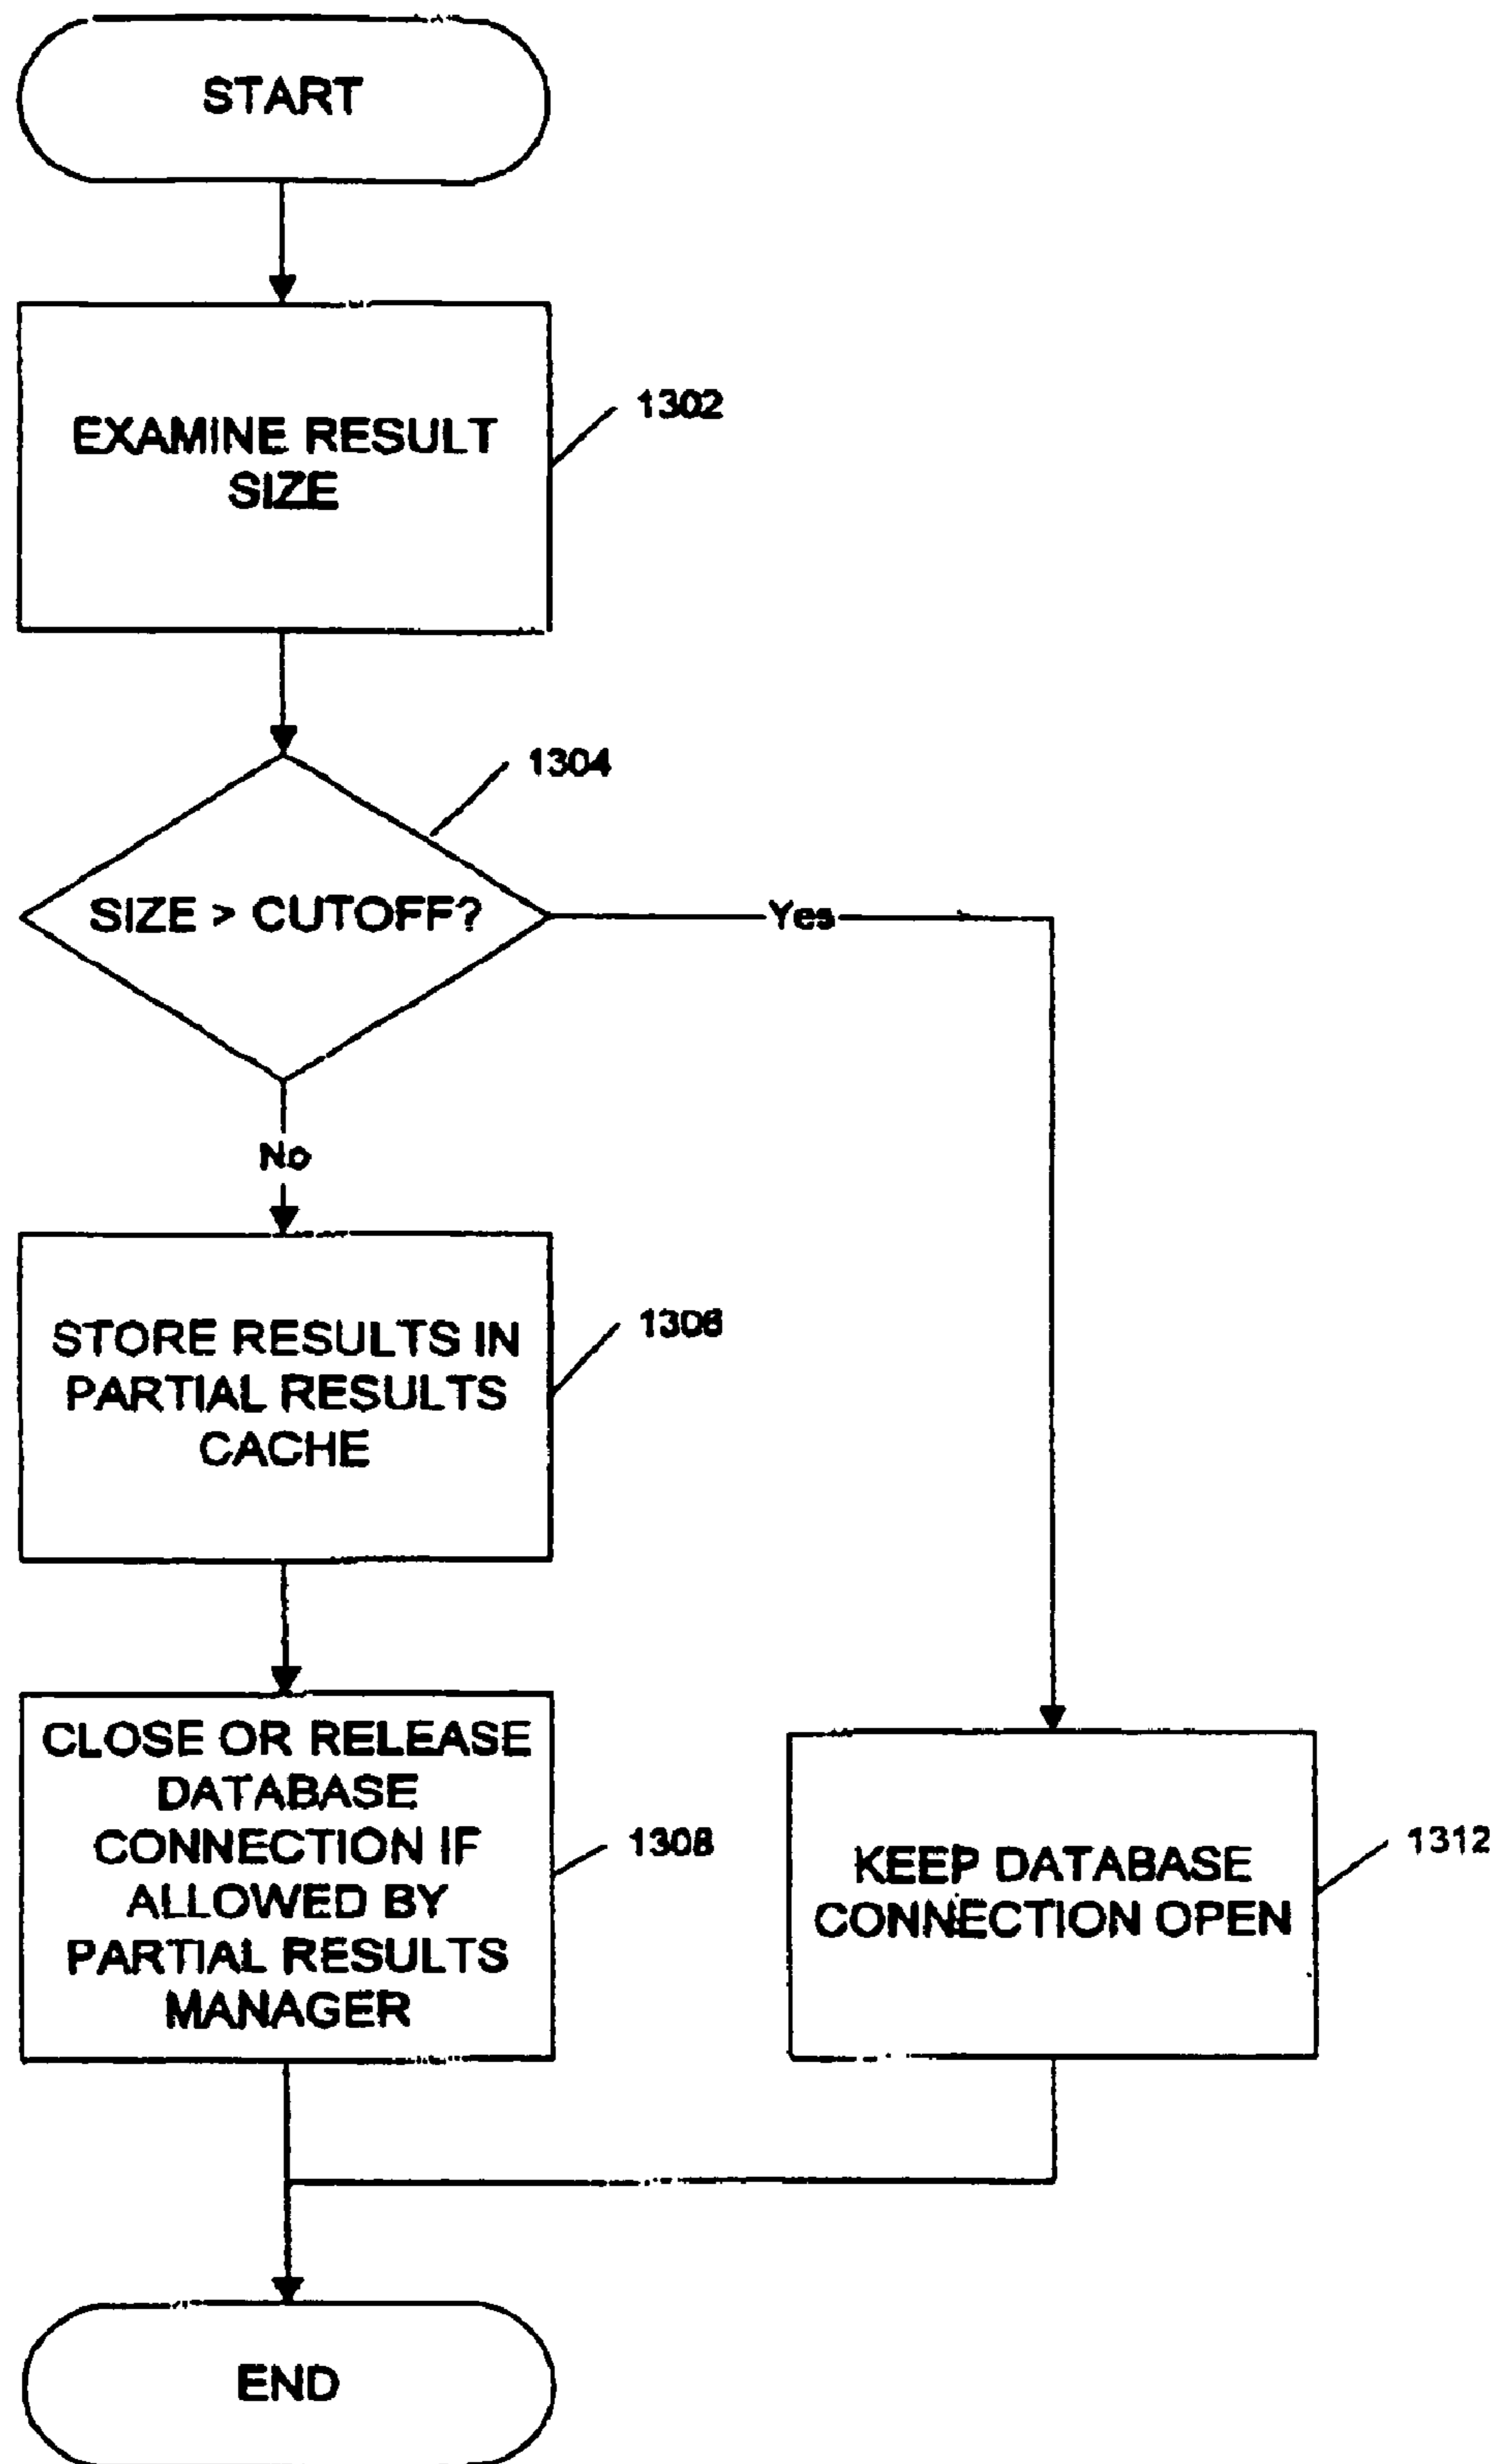 START
EXAMINE RESULT
SIZE
1302
1304
SIZE > CUTOFF?
Yes
No
STORE RESULTS IN
PARTIAL RESULTS
CACHE
1306
CLOSE OR RELEASE
DATABASE
CONNECTION IF
ALLOWED BY
PARTIAL RESULTS
MANAGER
1308
KEEP DATABASE
CONNECTION OPEN
1312
END